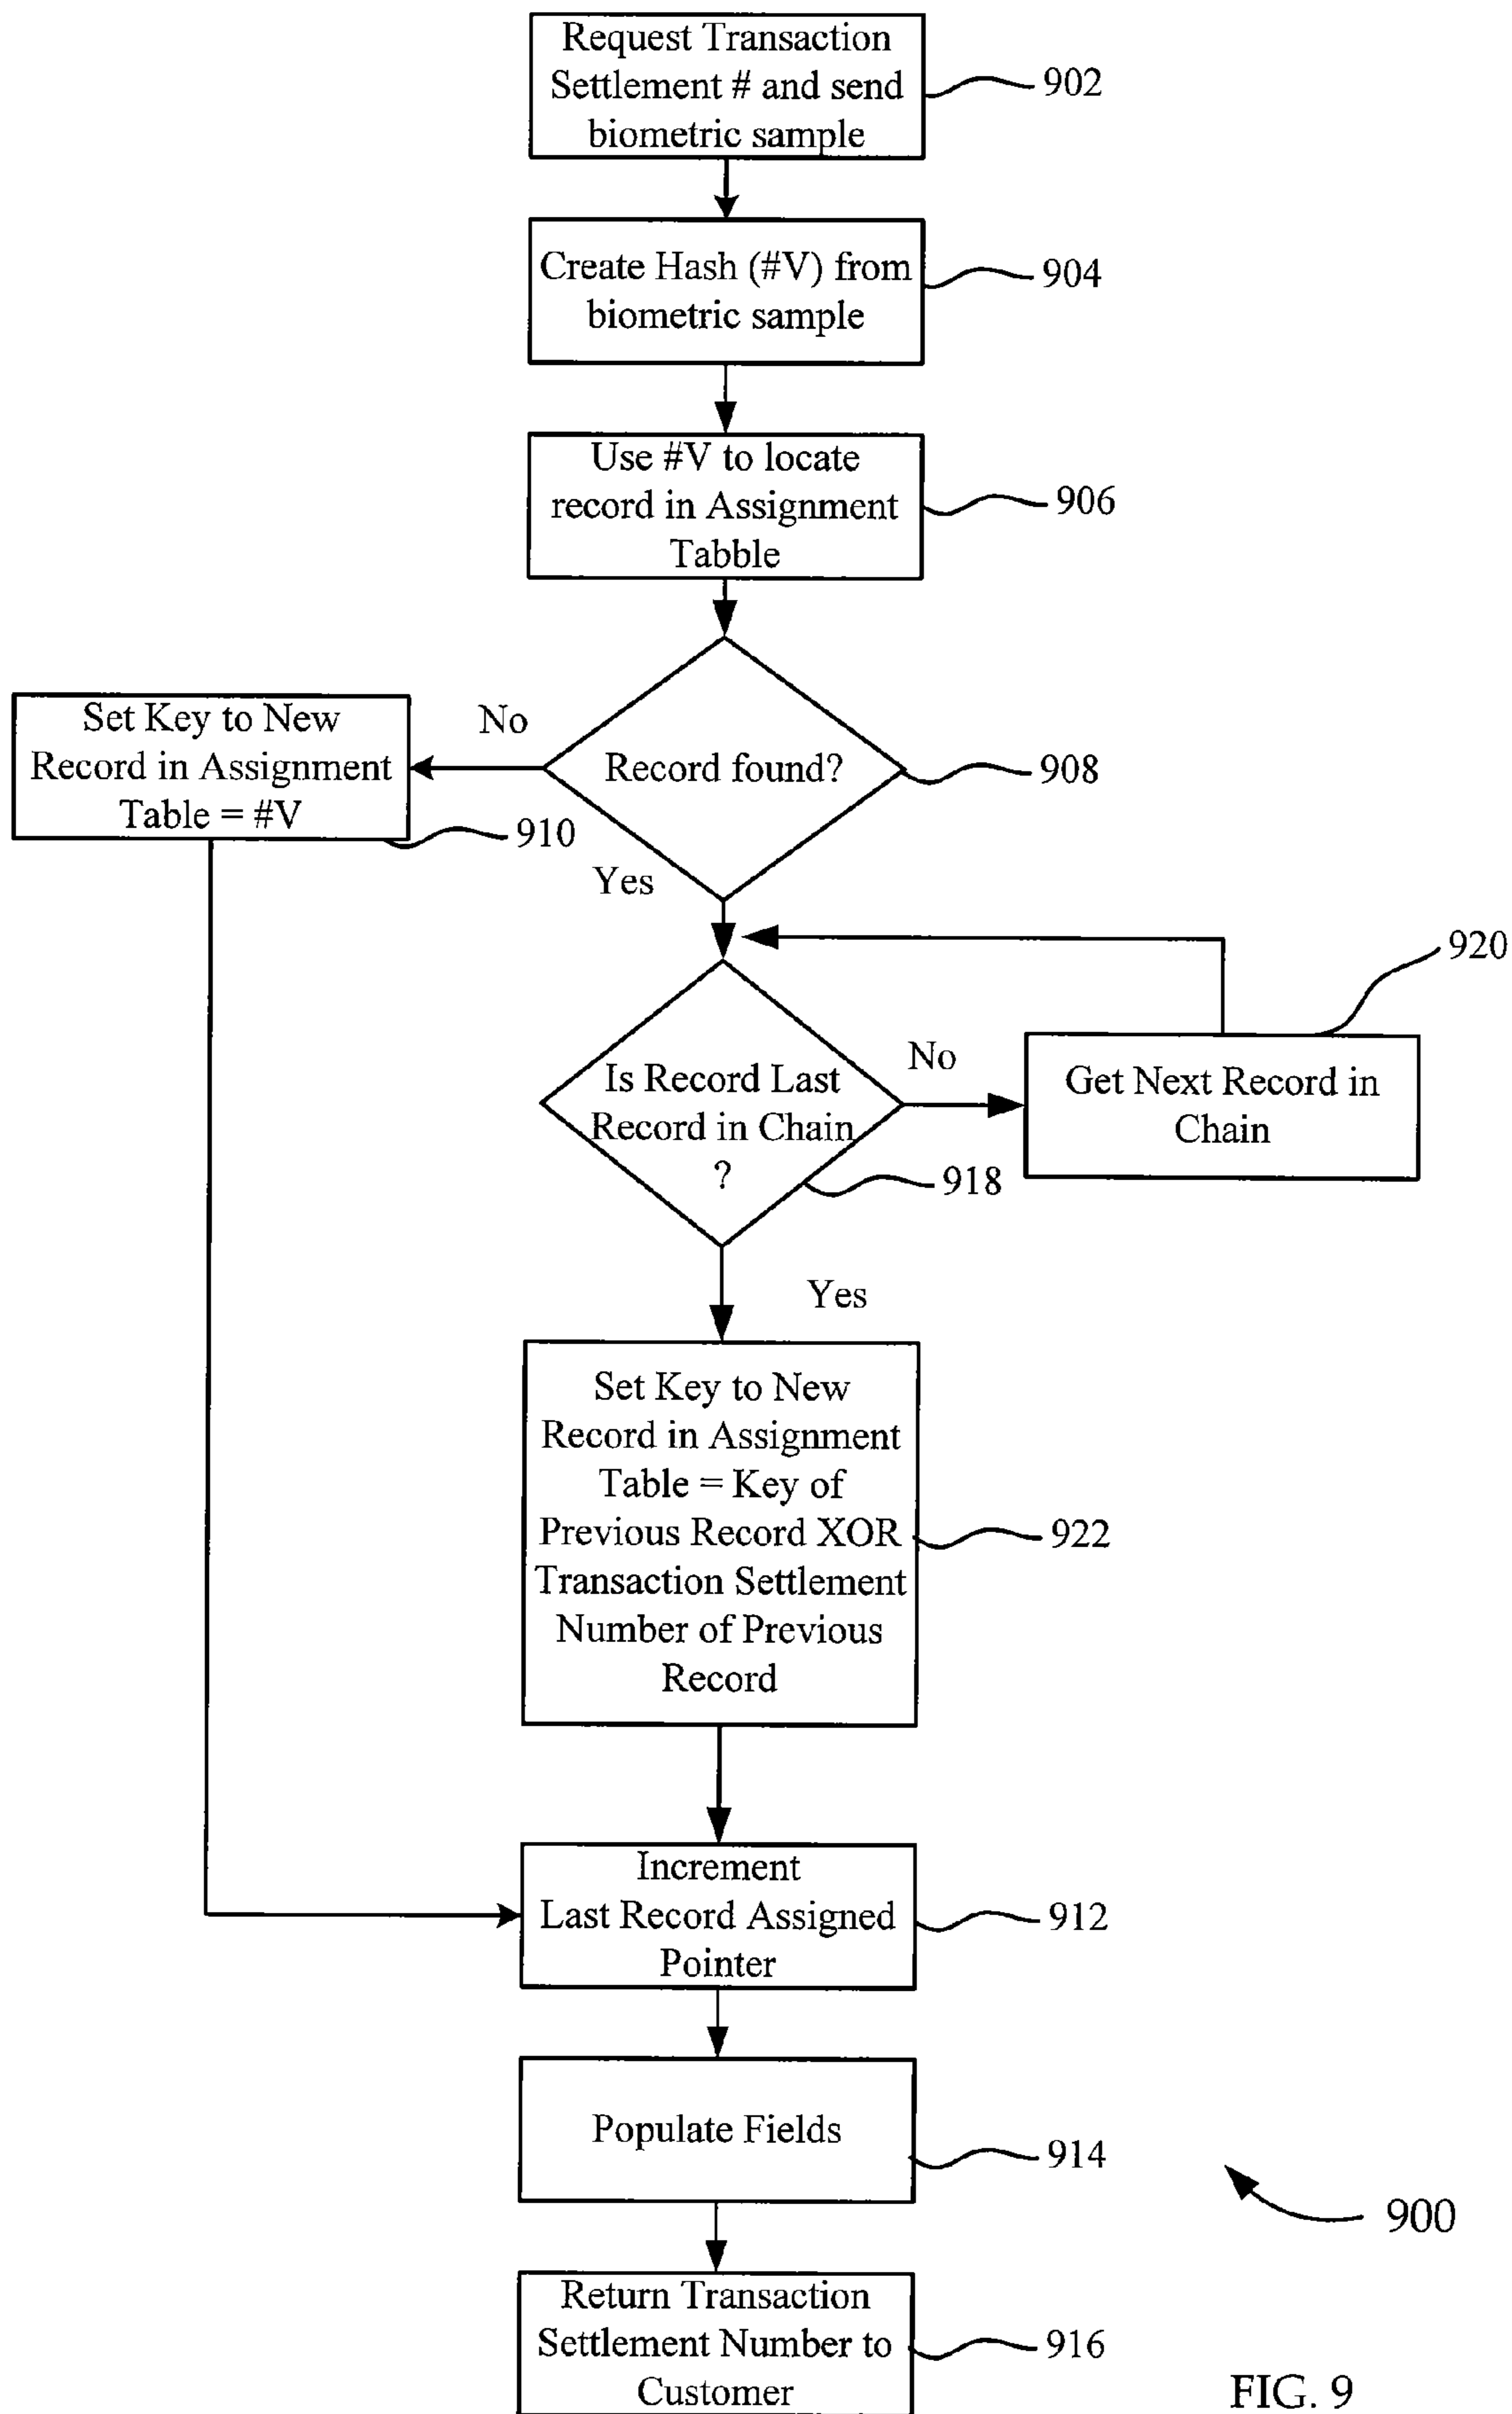 Request Transaction
Settlement # and send
biometric sample
902
Create Hash (#V) from
biometric sample
904
Use #V to locate
record in Assignment
Tabble
906
Set Key to New
Record in Assignment
Table = #V
910
No
Record found?
908
Yes
920
Is Record Last
Record in Chain
?
918
No
Get Next Record in
Chain
Yes
Set Key to New
Record in Assignment
Table = Key of
Previous Record XOR
Transaction Settlement
Number of Previous
Record
922
Increment
Last Record Assigned
Pointer
912
Populate Fields
914
900
Return Transaction
Settlement Number to
Customer
916
FIG. 9